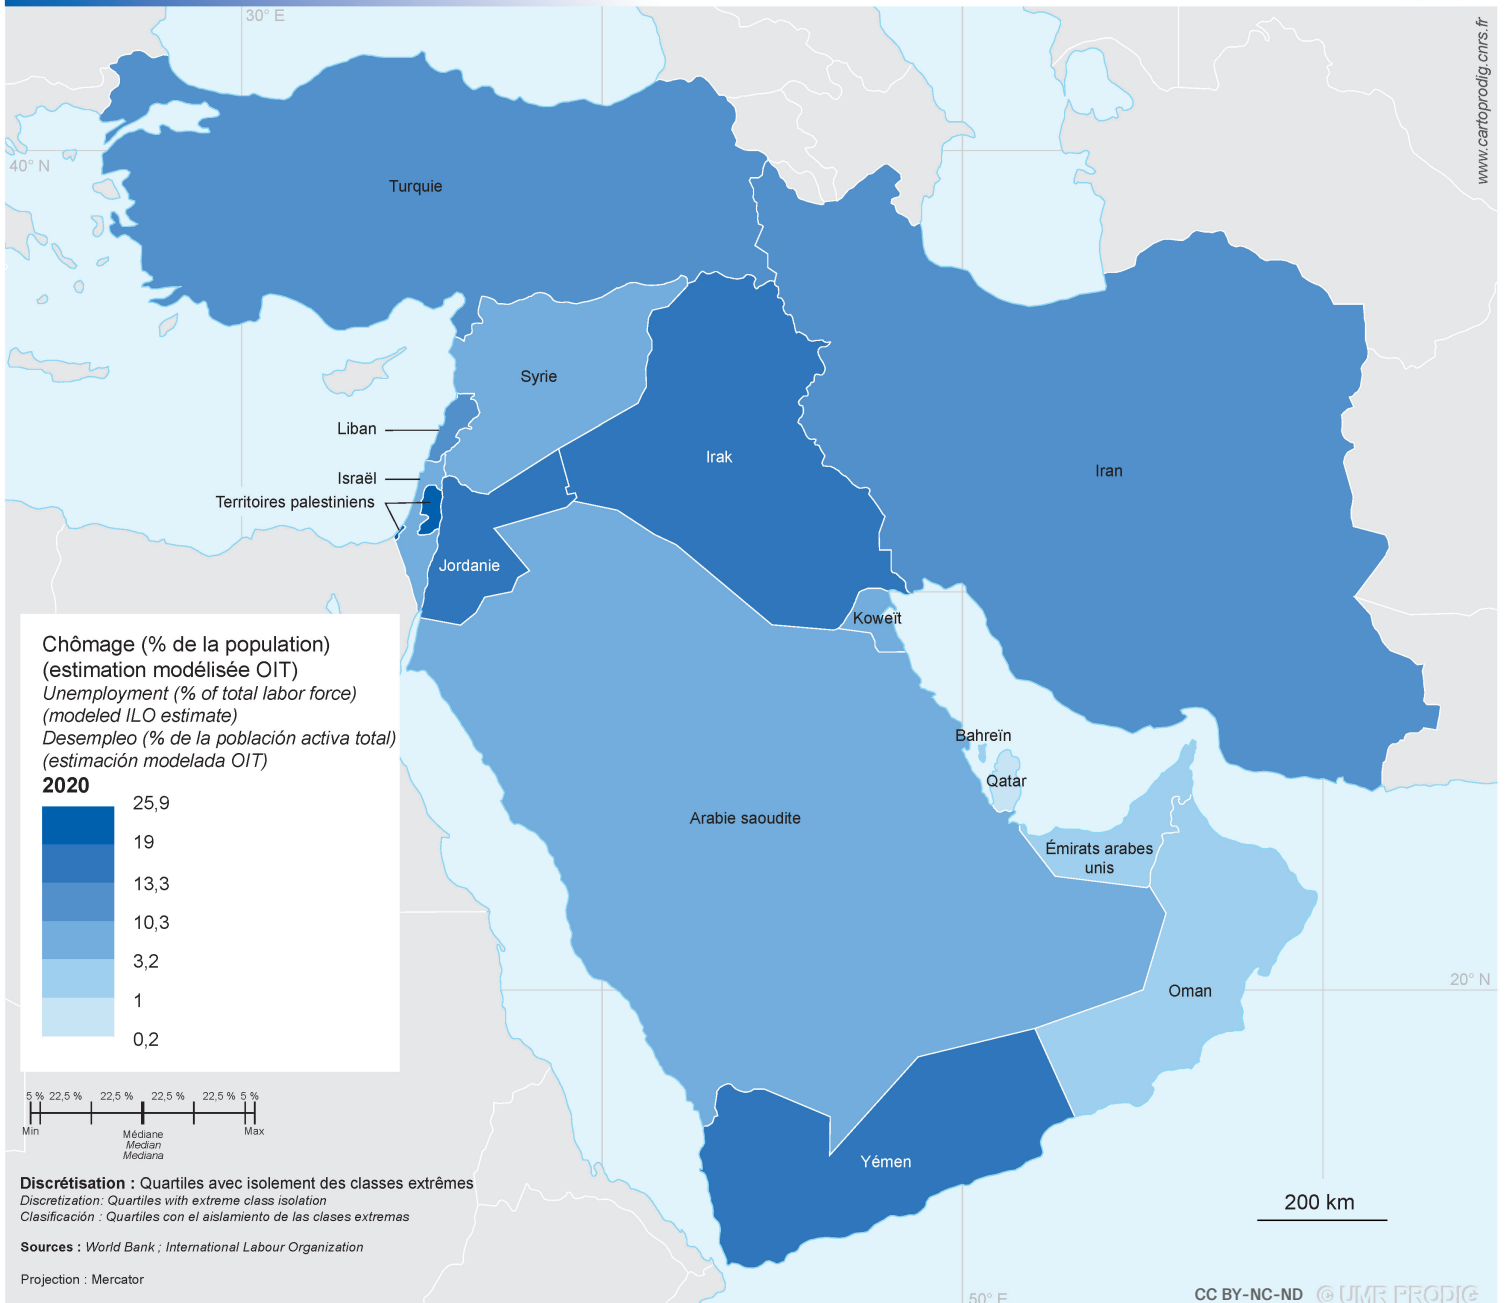 30° E
www.cartoprodig.cnrs.fr
40° N
Turquie
Syrie
Liban
Irak
Iran
Israël
Territoires palestiniens
Jordanie
Koweït
Chômage (% de la population)
(estimation modélisée OIT)
Unemployment (% of total labor force)
(modeled ILO estimate)
Desempleo (% de la población activa total)
(estimación modelada OIT)
2020
25,9
19
13,3
10,3
3,2
1
0,2
Bahreïn
Qatar
Arabie saoudite
Émirats arabes
unis
20° N
Oman
Yémen
5 % 22,5 % 22,5 % 22,5 % 22,5 % 5 %
Min
Max
Médiane
Median
Mediana
Discrétisation : Quartiles avec isolement des classes extrêmes
Discretization: Quartiles with extreme class isolation
Clasificación : Quartiles con el aislamiento de las clases extremas
Sources : World Bank ; International Labour Organization
Projection : Mercator
200 km
50° E
CC BY-NC-ND © UMR PRODIG